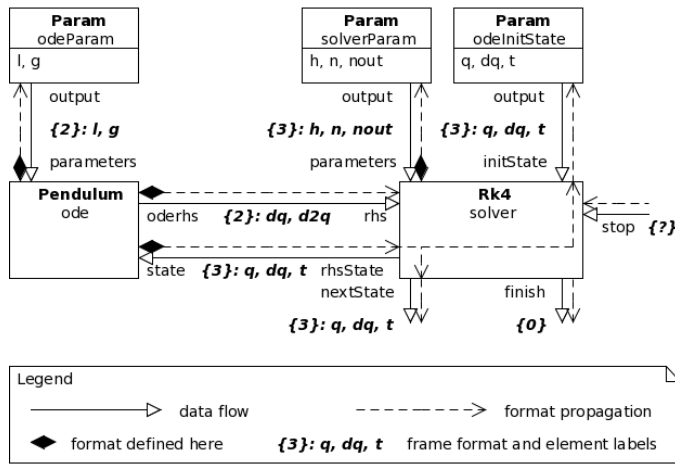 Param
odeParam
l, g
Param
solverParam
h, n, nout
Param
odeInitState
q, dq, t
output
output
output
{2}: l, g
{3}: h, n, nout
{3}: q, dq, t
parameters
parameters
initState
Pendulum
ode
Rk4
solver
oderhs
{2}: dq, d2q
rhs
stop
{?}
state
{3}: q, dq, t
rhsState
nextState
finish
{3}: q, dq, t
{0}
Legend
data flow
format propagation
format defined here
{3}: q, dq, t
frame format and element labels